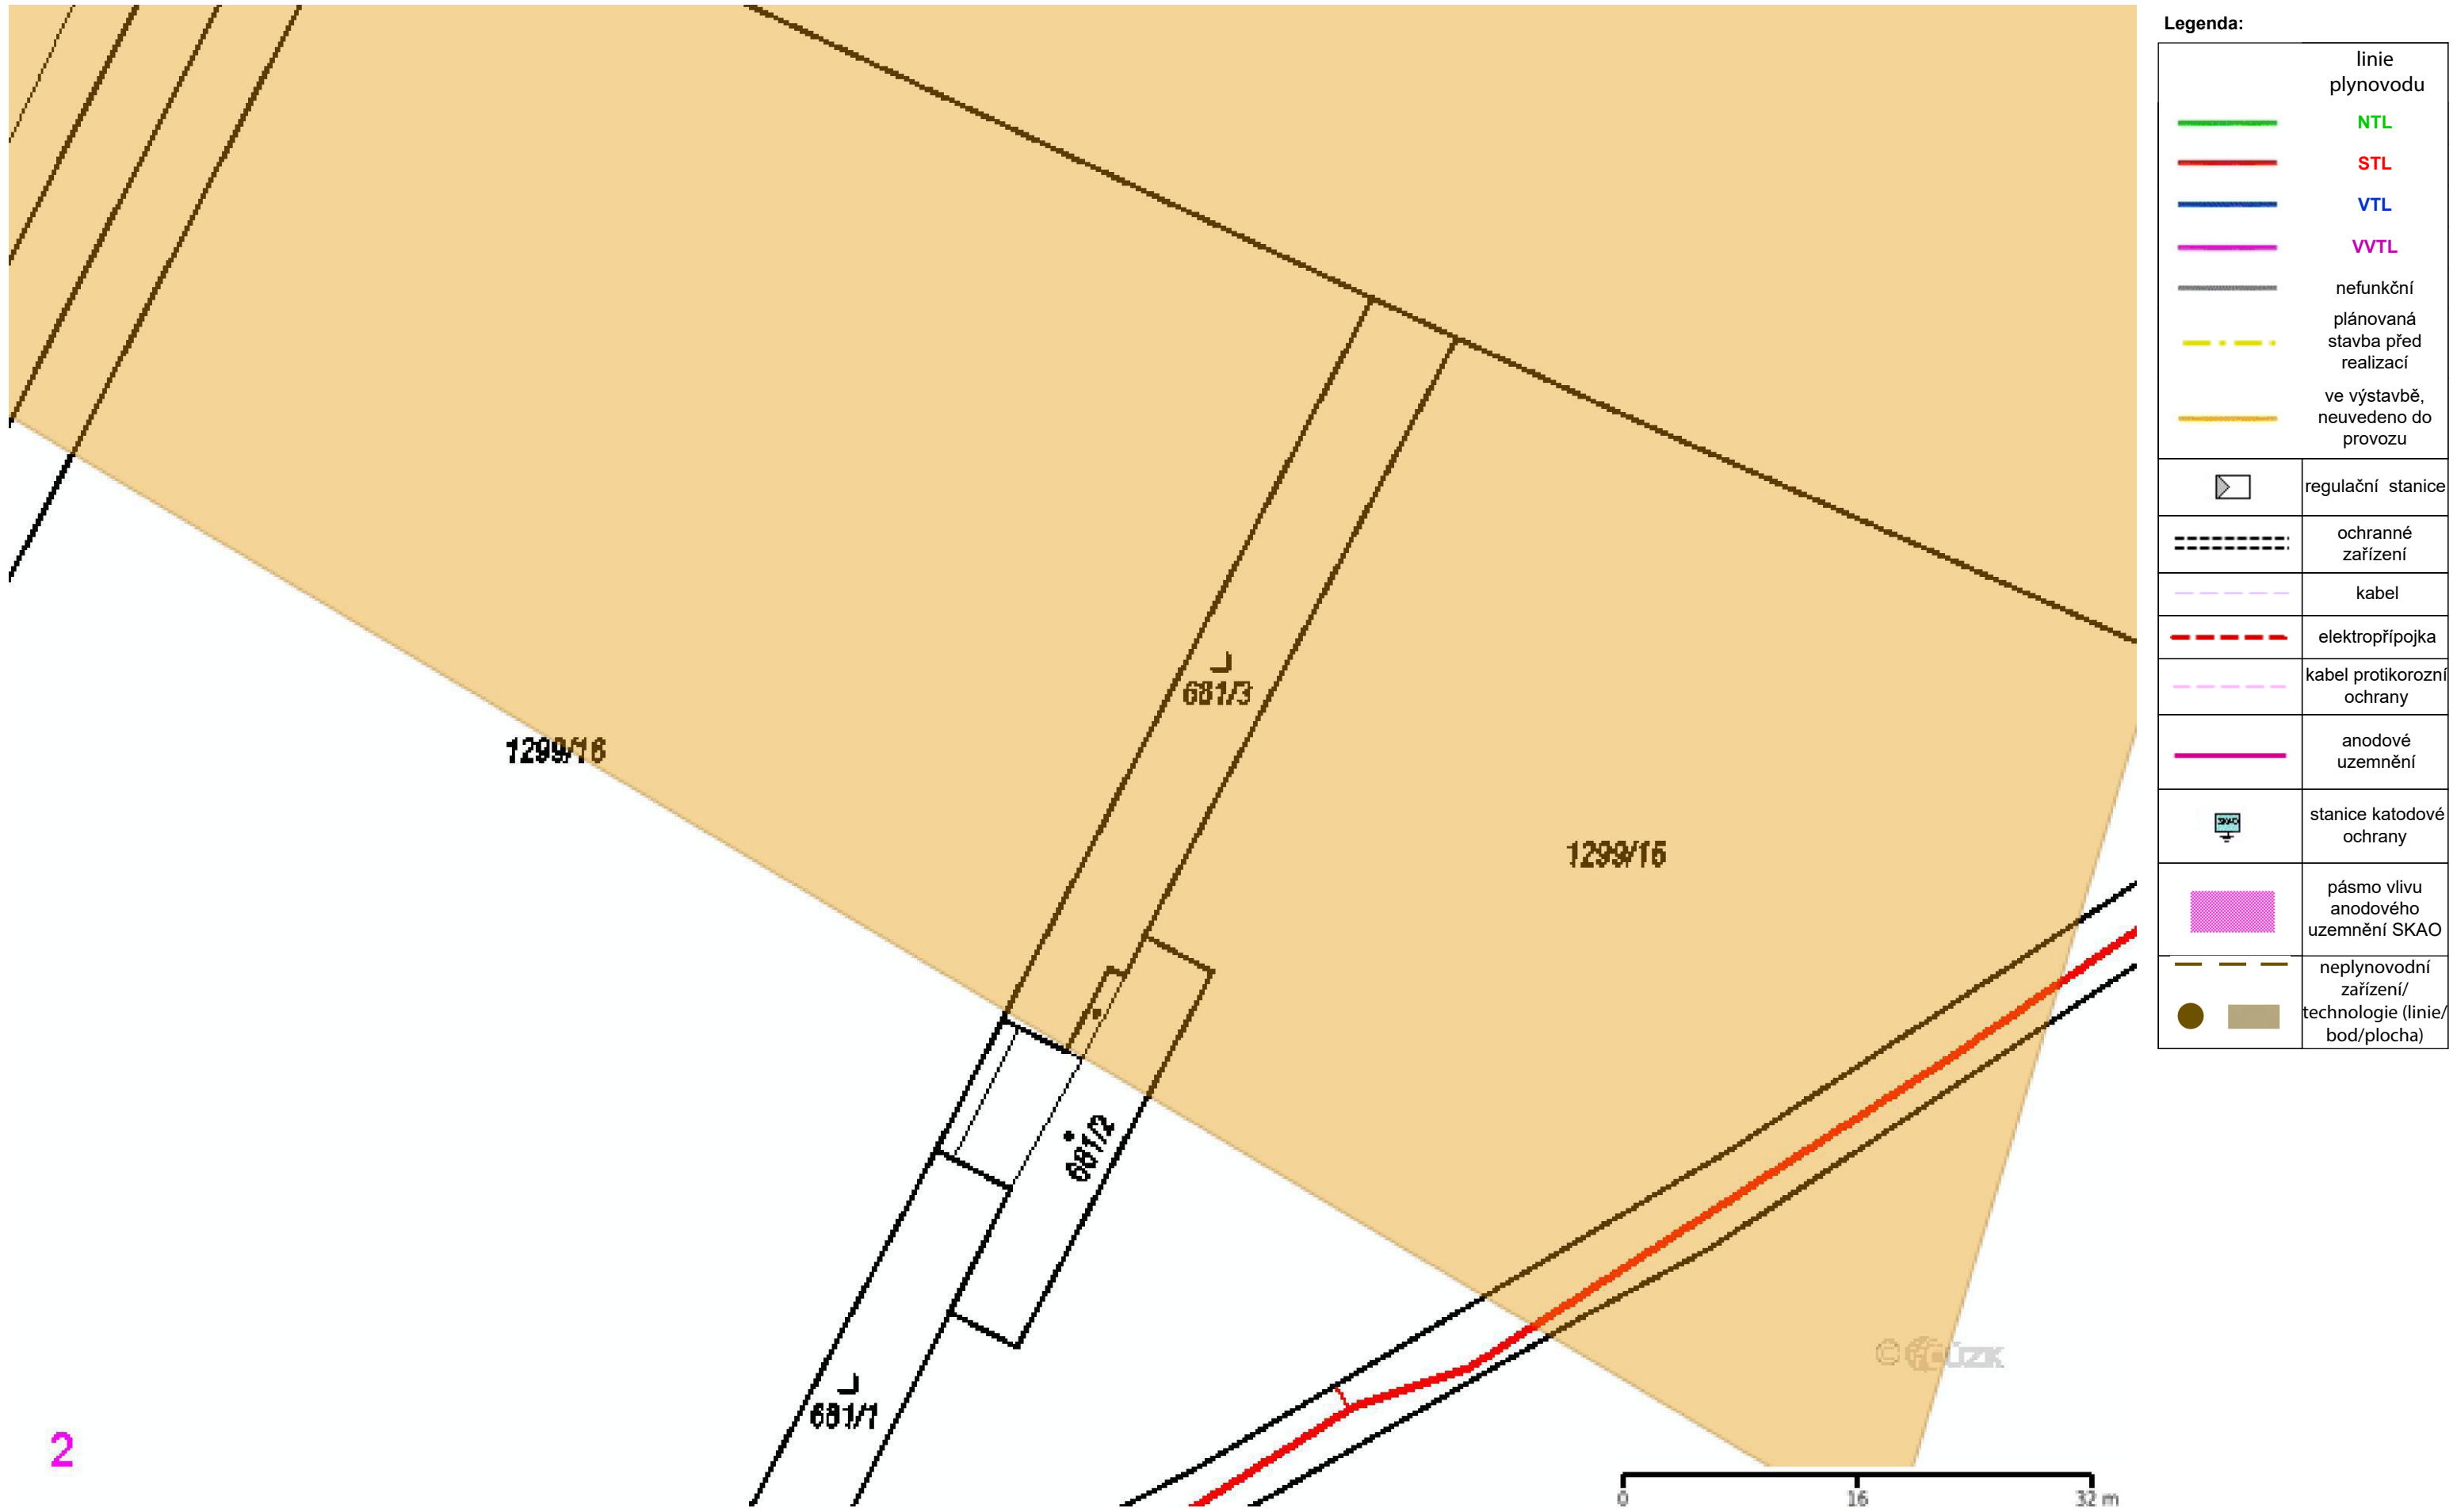 Legenda:
linie
plynovodu
NTL
STL
VTL
VVTL
nefunkční
plánovaná
stavba před
realizací
ve výstavbě,
neuvedeno do
provozu
regulační stanice
ochranné
zařízení
kabel
elektropřípojka
kabel protikorozní
ochrany
anodové
uzemnění
SKAO
stanice katodové
ochrany
pásmo vlivu
anodového
uzemnění SKAO
neplynovodní
zařízení/
technologie (linie/
bod/plocha)
681/3
1299/16
1299/15
681/2
681/1
© ČÚZK
2
0 16 32 m